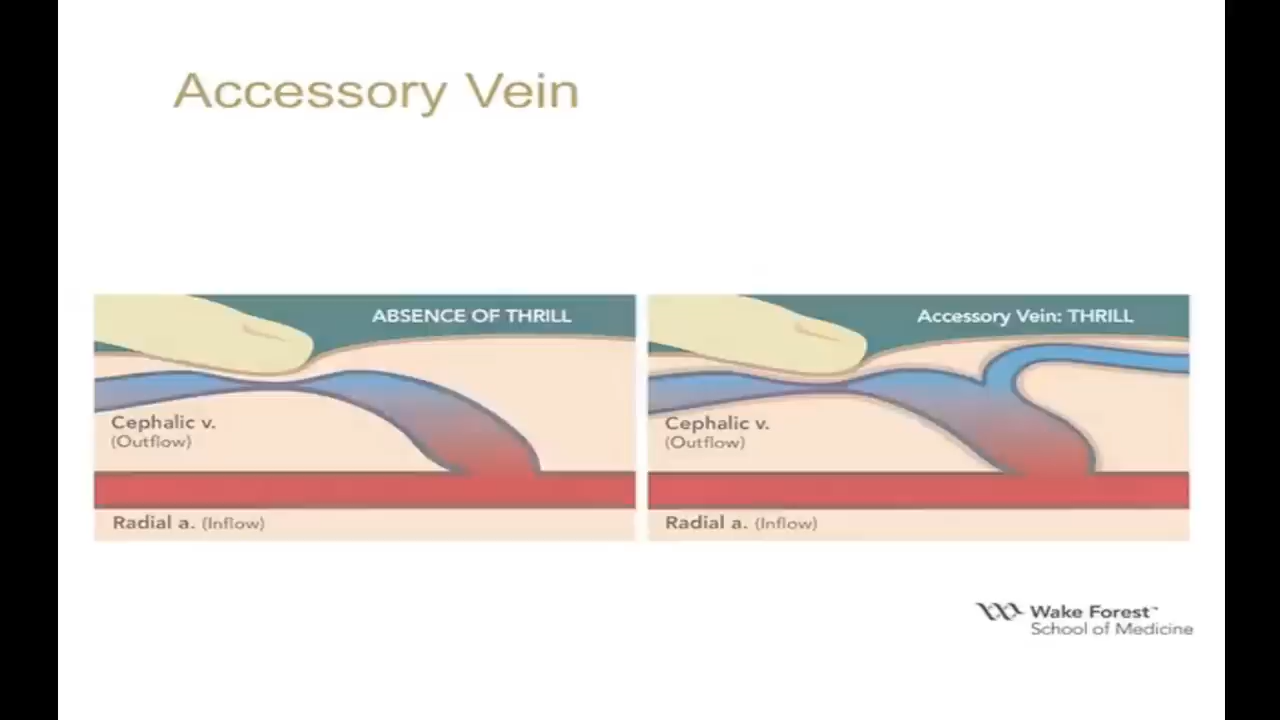 Accessory Vein
ABSENCE OF THRILL
Cephalic v.
(Outflow)
Radial a. (Inflow)
Accessory Vein: THRILL
Cephalic v.
(Outflow)
Radial a. (Inflow)
Wake Forest™
School of Medicine